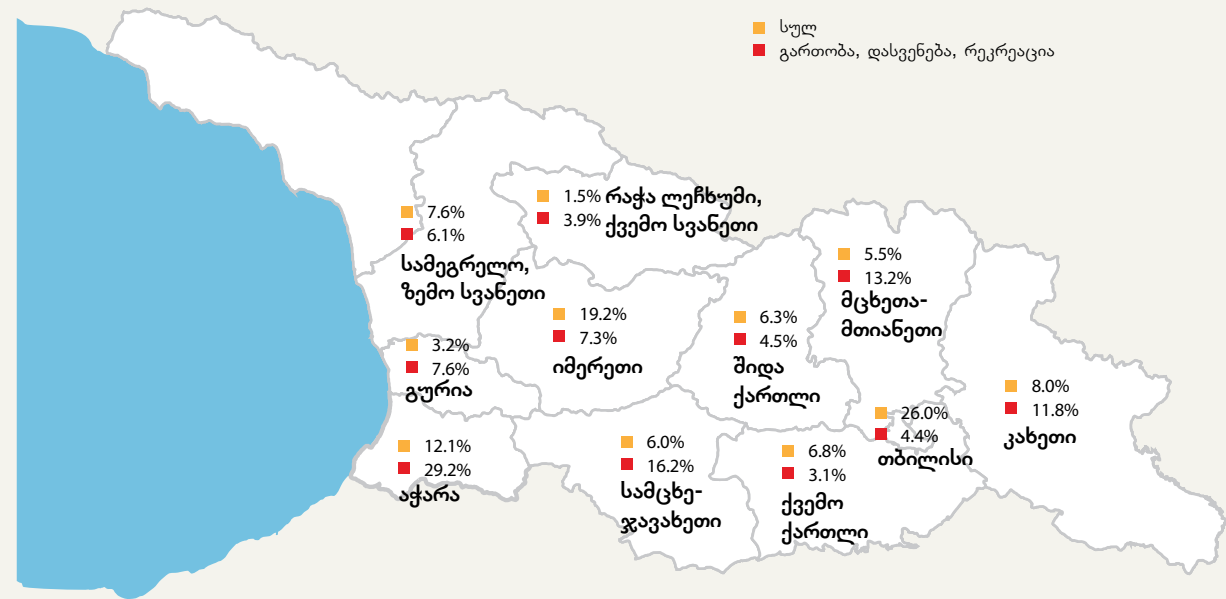 სულ
გართობა, დასვენება, რეკრეაცია
1.5%
3.9%
რაჭა ლეჩხუმი,
ქვემო სვანეთი
7.6%
6.1%
სამეგრელო,
ზემო სვანეთი
5.5%
13.2%
მცხეთა-
მთიანეთი
19.2%
7.3%
იმერეთი
6.3%
4.5%
შიდა
ქართლი
3.2%
7.6%
გურია
8.0%
11.8%
კახეთი
26.0%
4.4%
თბილისი
12.1%
29.2%
აჭარა
6.0%
16.2%
სამცხე-
ჯავახეთი
6.8%
3.1%
ქვემო
ქართლი